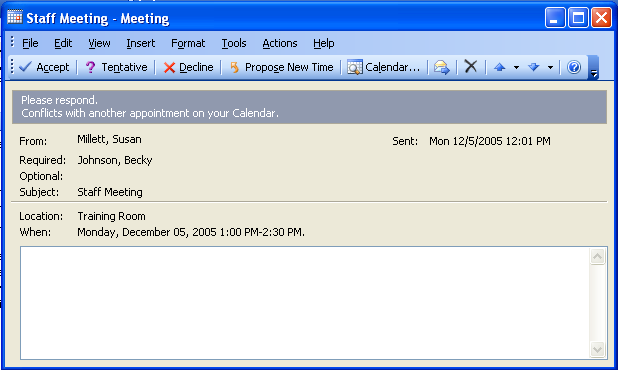 Staff Meeting - Meeting
File Edit View Insert Format Tools Actions Help
Accept ? Tentative Decline Propose New Time Calendar... ?
Please respond.
Conflicts with another appointment on your Calendar.
From: Millett, Susan Sent: Mon 12/5/2005 12:01 PM
Required: Johnson, Becky
Optional:
Subject: Staff Meeting
Location: Training Room
When: Monday, December 05, 2005 1:00 PM-2:30 PM.